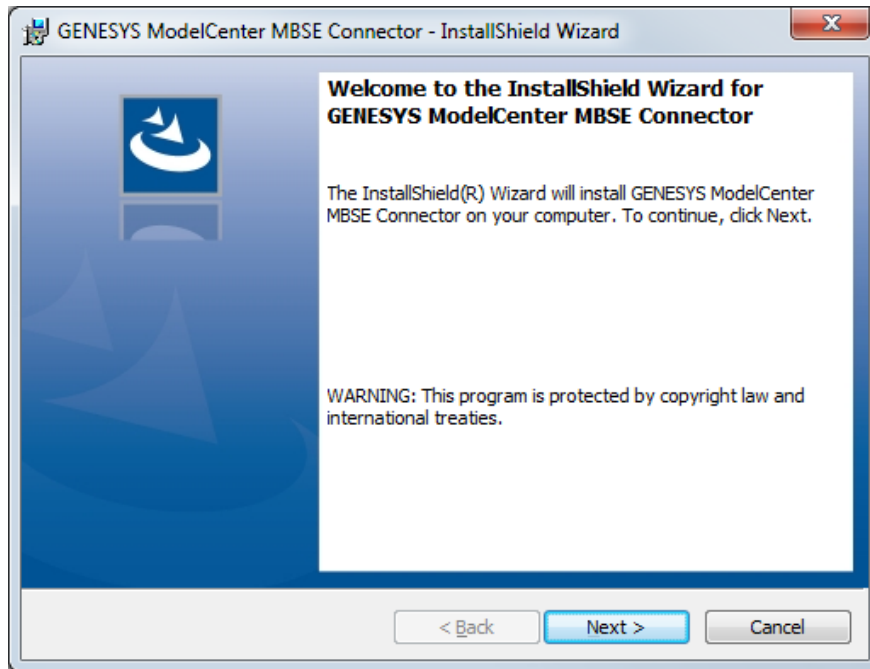 GENESYS ModelCenter MBSE Connector - InstallShield Wizard
Welcome to the InstallShield Wizard for
GENESYS ModelCenter MBSE Connector
The InstallShield(R) Wizard will install GENESYS ModelCenter
MBSE Connector on your computer. To continue, click Next.
WARNING: This program is protected by copyright law and
international treaties.
< Back
Next >
Cancel